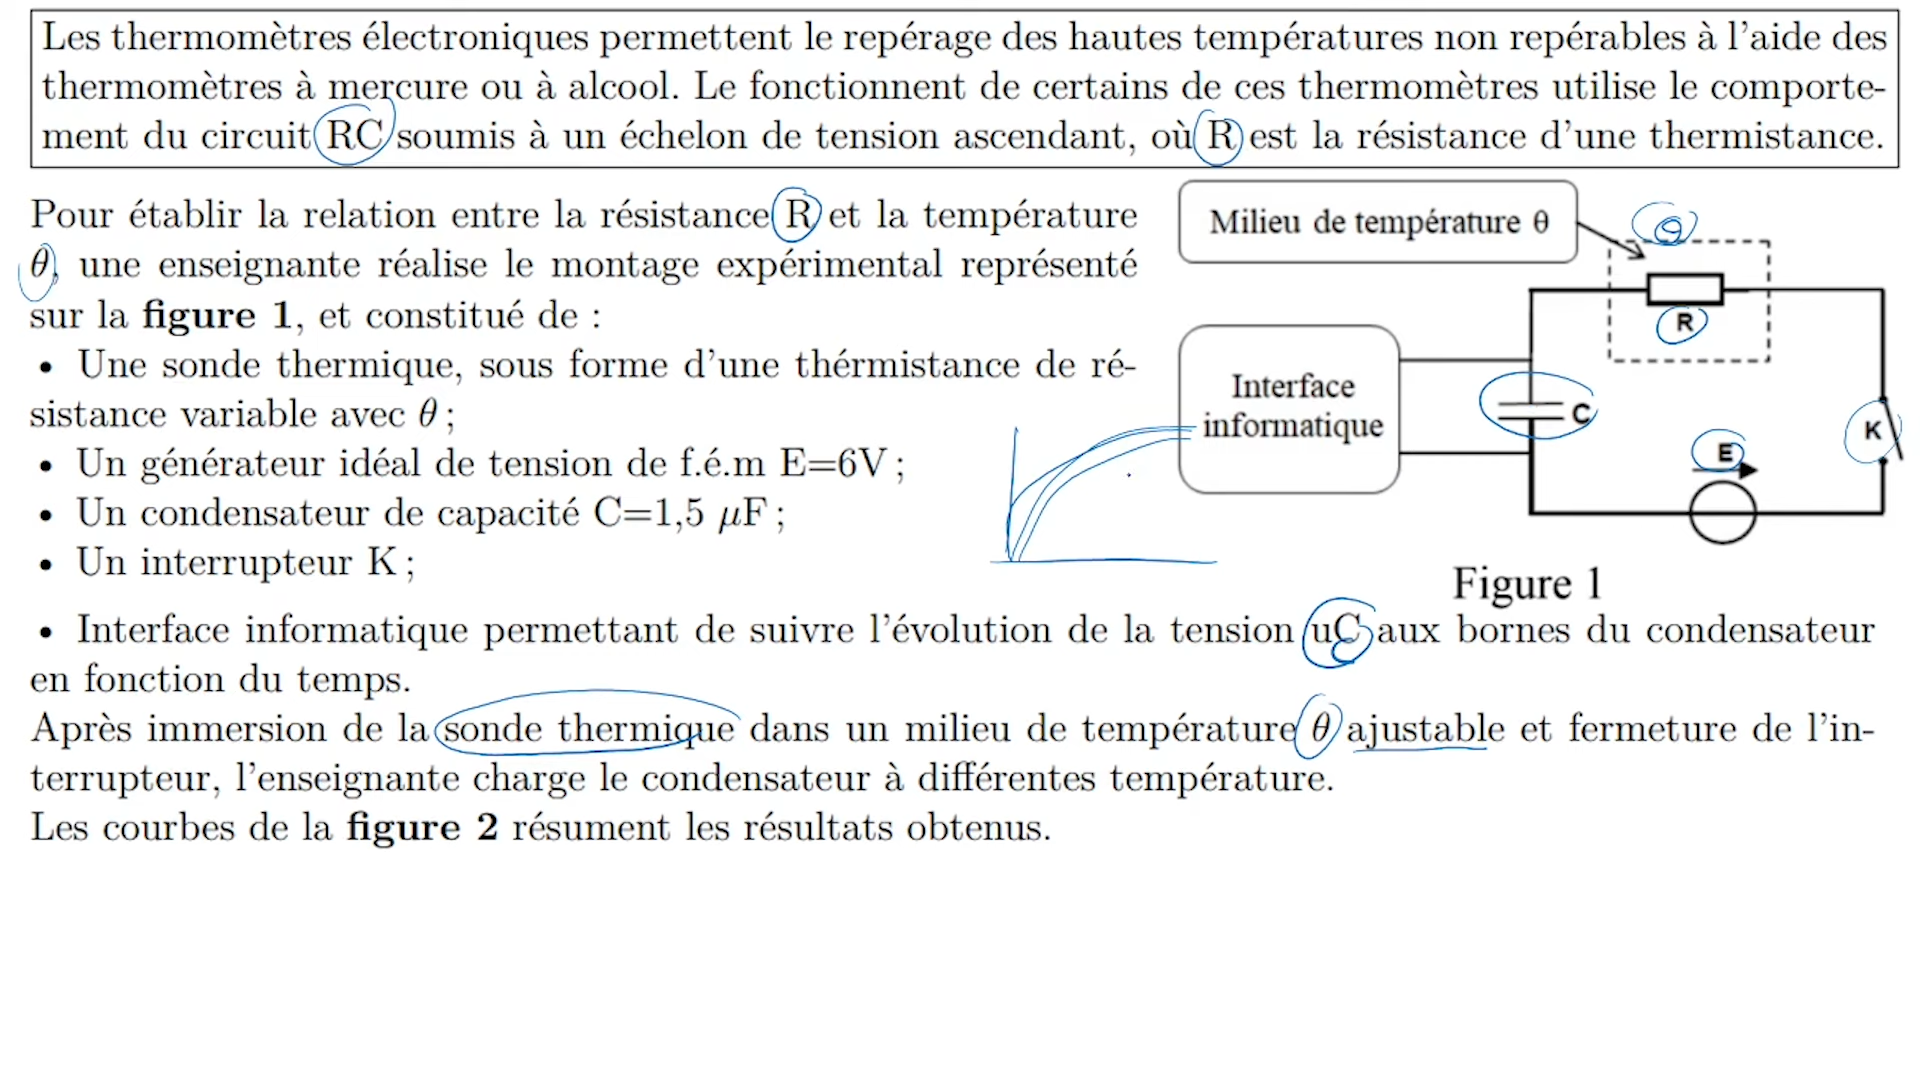 Les thermomètres électroniques permettent le repérage des hautes températures non repérables à l'aide des
thermomètres à mercure ou à alcool. Le fonctionnent de certains de ces thermomètres utilise le comporte-
ment du circuit RC soumis à un échelon de tension ascendant, où R est la résistance d'une thermistance.
Pour établir la relation entre la résistance R et la température
θ, une enseignante réalise le montage expérimental représenté
sur la figure 1, et constitué de :
• Une sonde thermique, sous forme d'une thérmistance de ré-
sistance variable avec θ ;
• Un générateur idéal de tension de f.é.m E=6V ;
• Un condensateur de capacité C=1,5 μF ;
• Un interrupteur K ;
Milieu de température θ
θ
R
Interface
informatique
C
K
E
Figure 1
• Interface informatique permettant de suivre l'évolution de la tension uC aux bornes du condensateur
en fonction du temps.
Après immersion de la sonde thermique dans un milieu de température θ ajustable et fermeture de l'in-
terrupteur, l'enseignante charge le condensateur à différentes température.
Les courbes de la figure 2 résument les résultats obtenus.